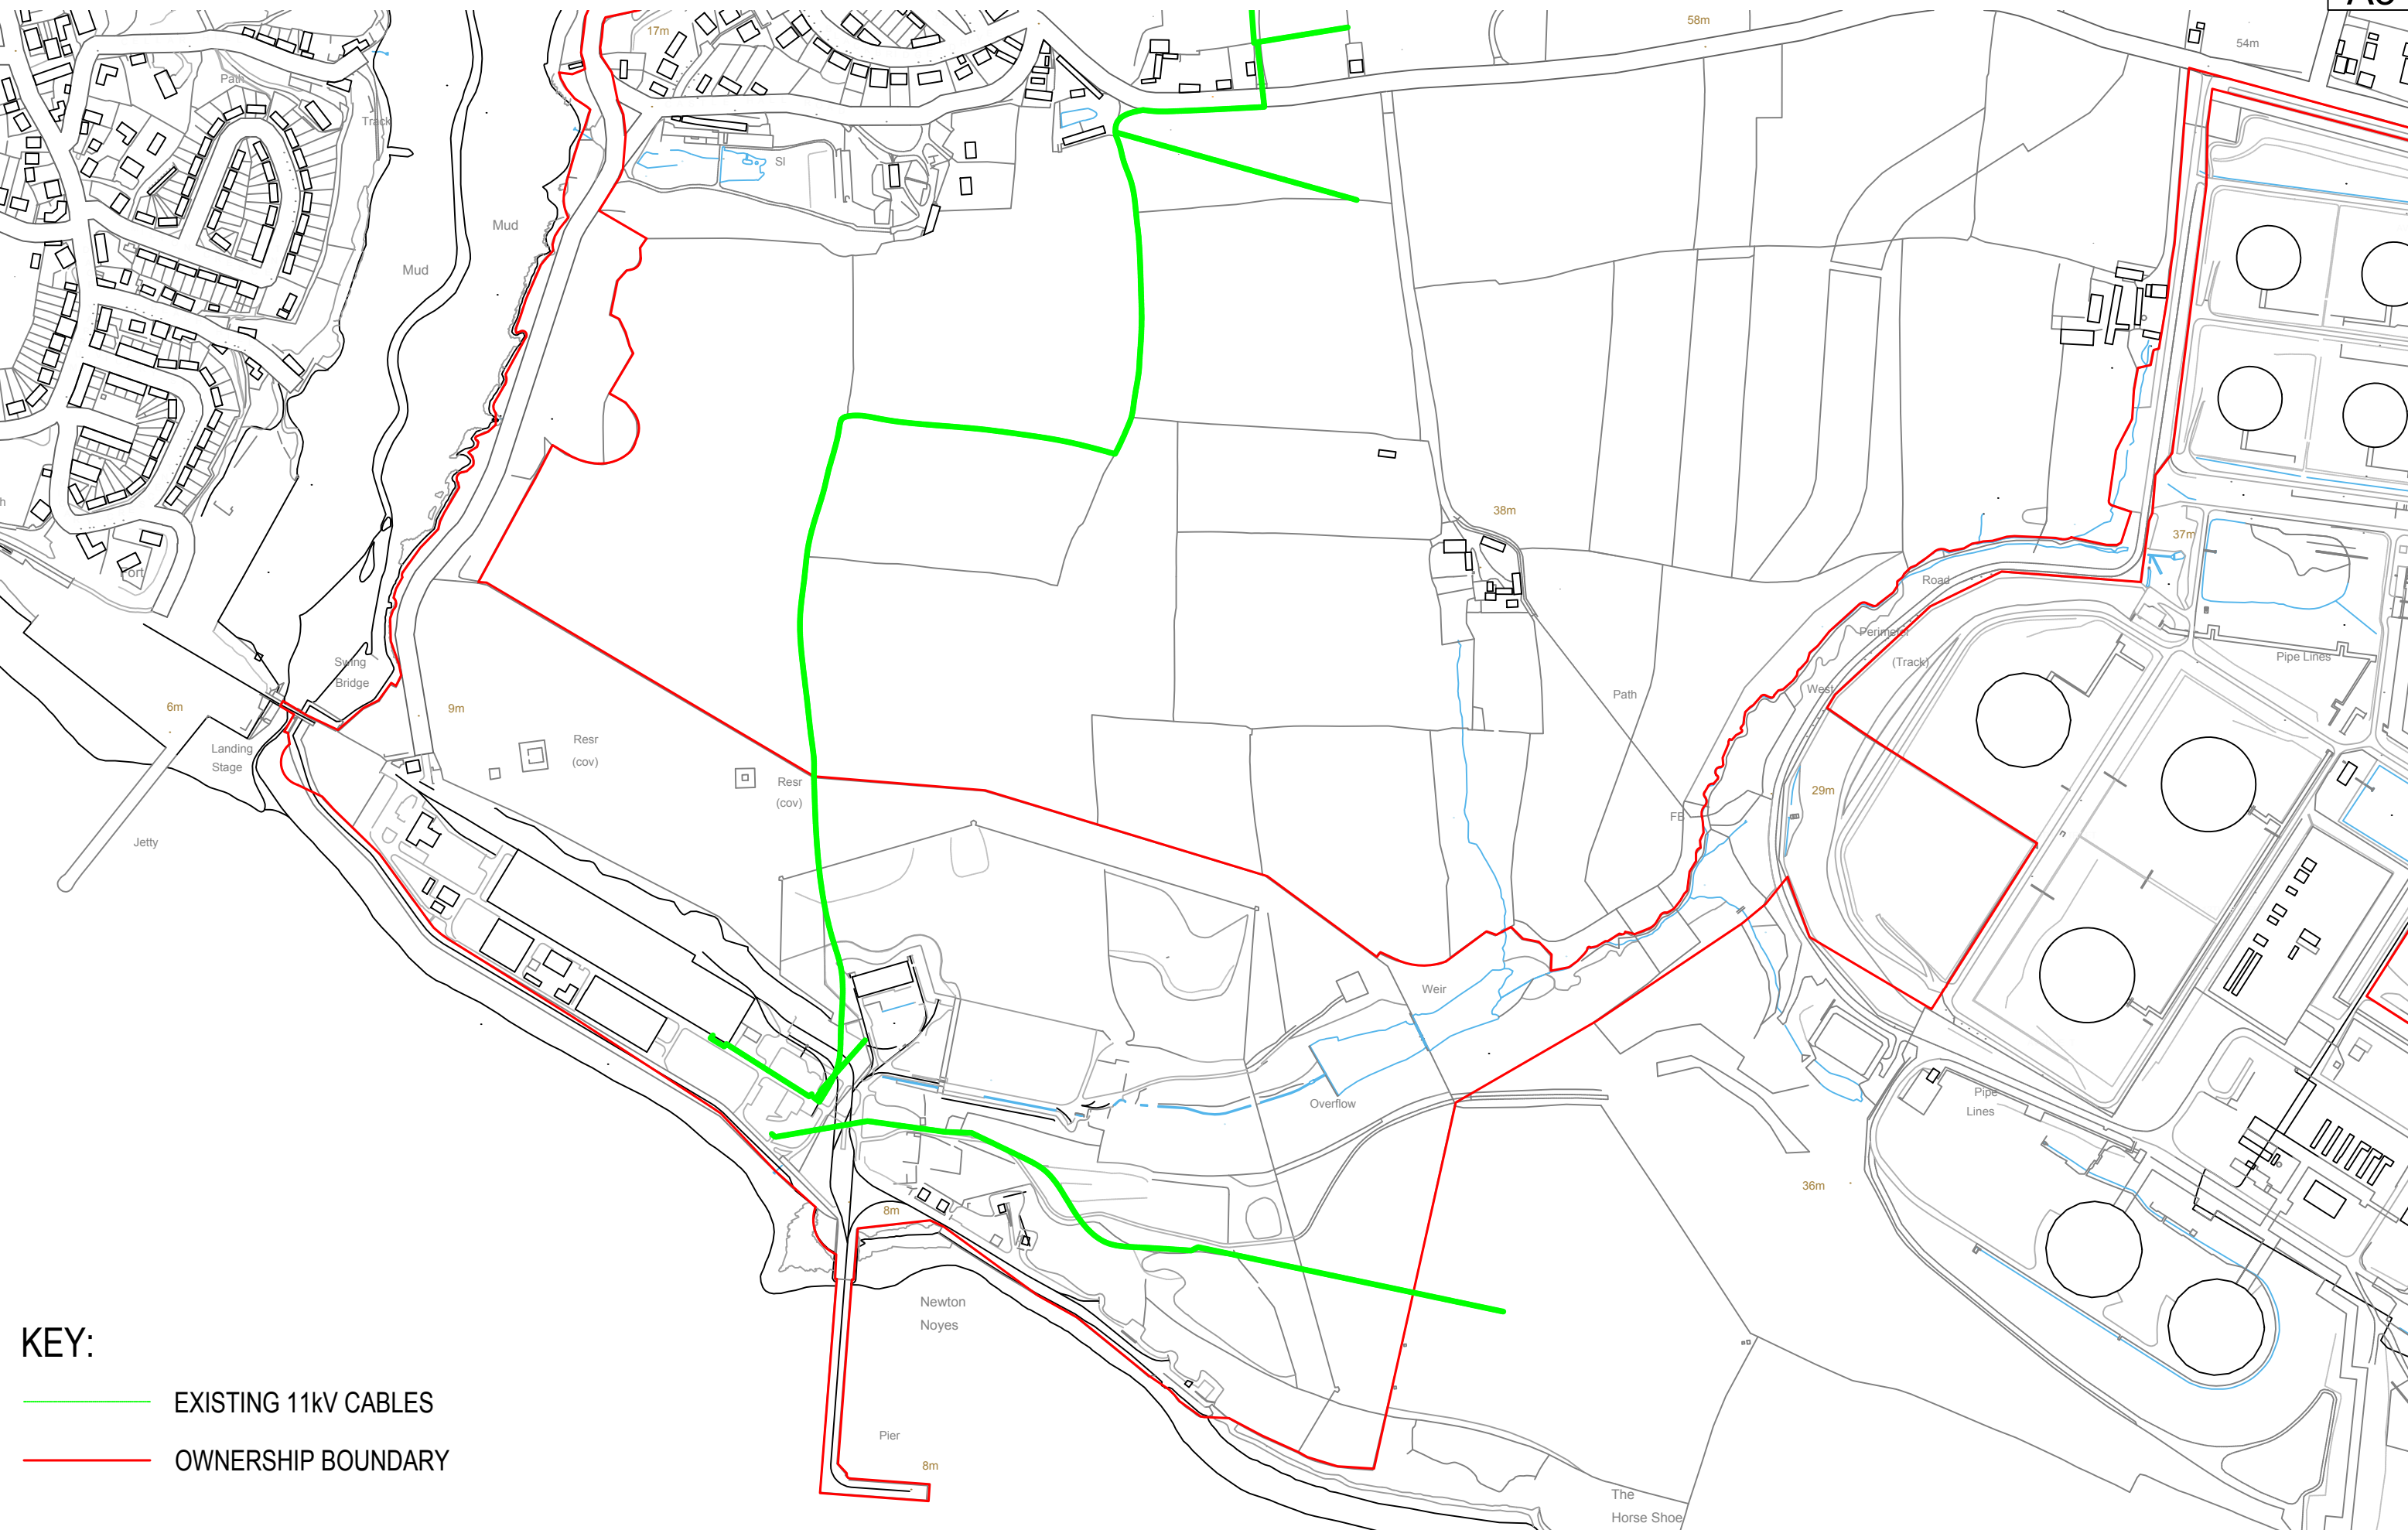 17m
58m
54m
Path
Track
Sl
Mud
Mud
38m
37m
Fort
Road
Perimeter
(Track)
Pipe Lines
Swing
Bridge
West
Path
6m
9m
Landing
Stage
Resr
(cov)
Resr
(cov)
29m
FB
Jetty
Weir
Overflow
Pipe
Lines
36m
8m
Newton
Noyes
KEY:
EXISTING 11kV CABLES
OWNERSHIP BOUNDARY
Pier
8m
The
Horse Shoe